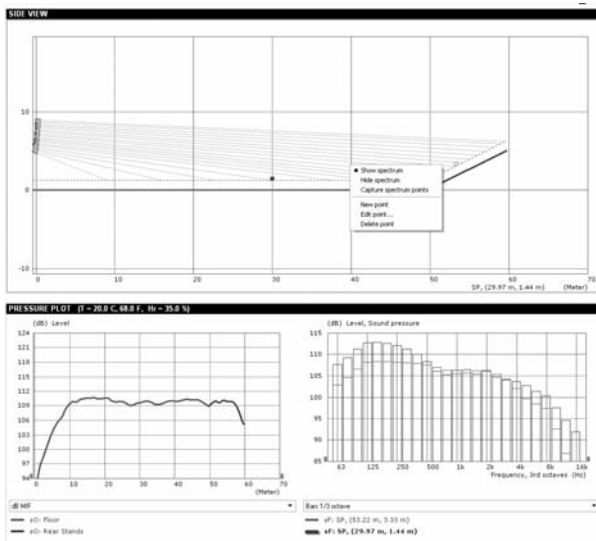 SIDE VIEW
10
0
-10
0
10
20
30
40
50
60
70
Show spectrum
Hide spectrum
Capture spectrum points
New point
Edit point...
Delete point
SP, (29.97 m, 1.44 m)
(Meter)
PRESSURE PLOT (T = 20.0 C, 68.0 F, Hr = 35.0 %)
(dB) Level
124
121
118
115
112
109
106
103
100
97
94
0
10
20
30
40
50
60
70
(Meter)
(dB) Level, Sound pressure
115
110
105
100
95
90
85
63
125
250
500
1k
2k
4k
8k
16k
Frequency, 3rd octaves (Hz)
dB MIF
Bars 1/3 octave
sO: Floor
sO: Rear Stands
sF: SP, (53.22 m, 3.33 m)
sF: SP, (29.97 m, 1.44 m)